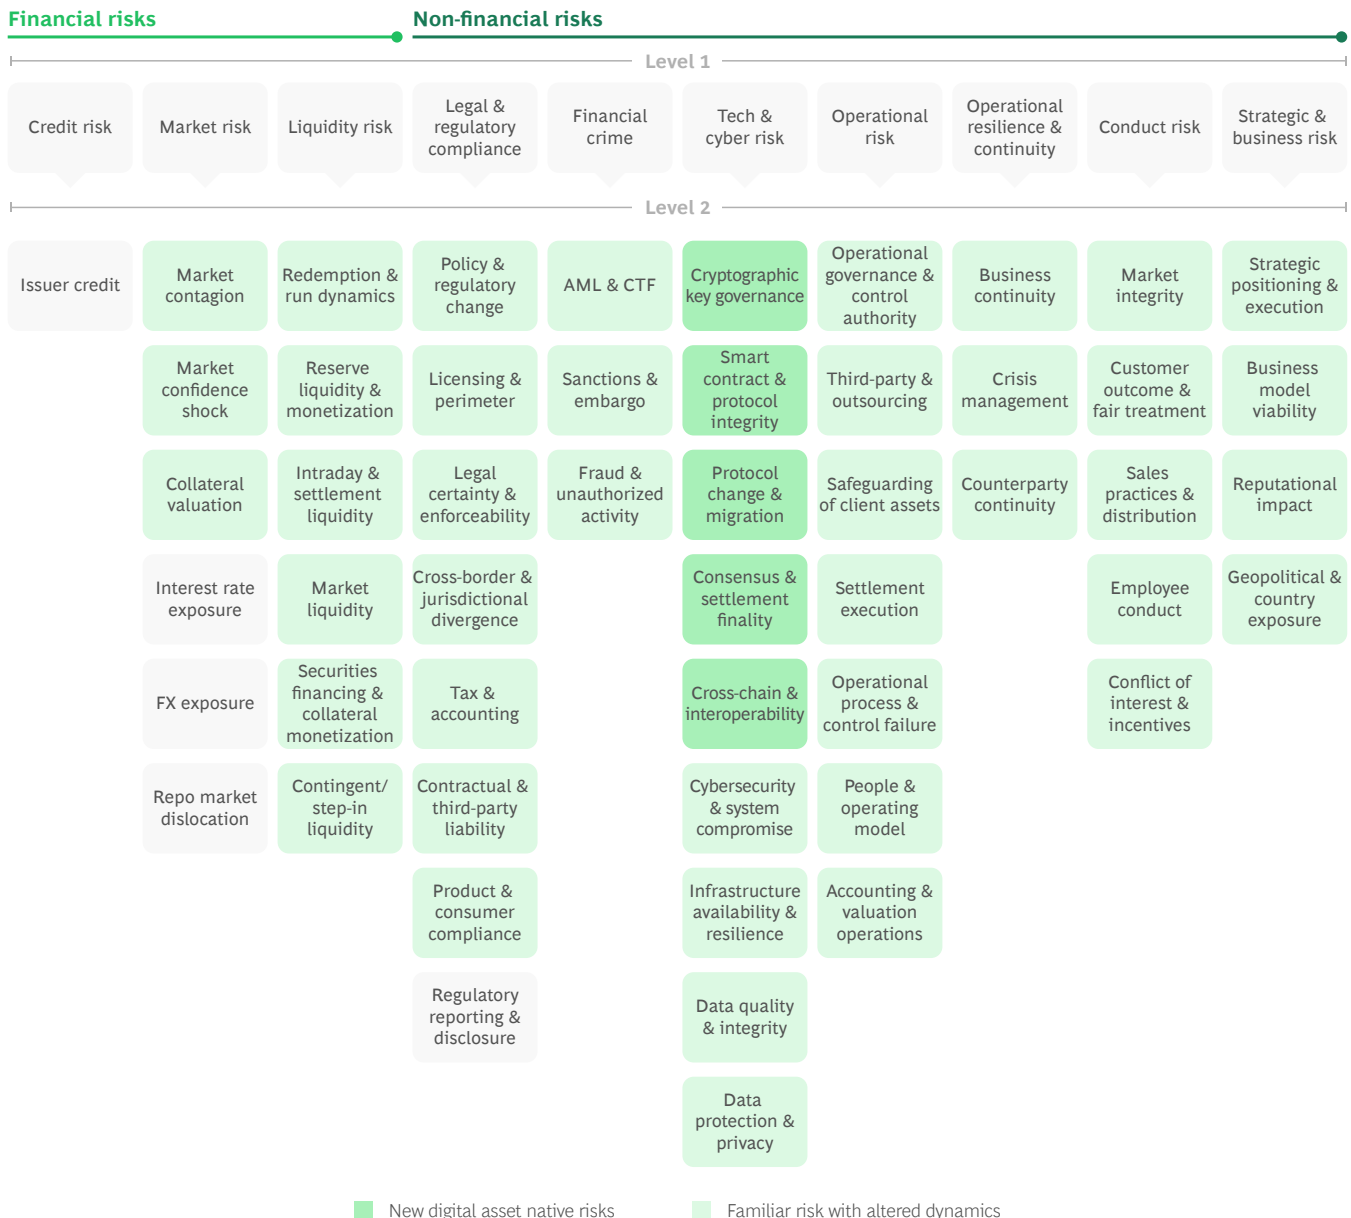 Financial risks
Non-financial risks
Level 1
Credit risk
Market risk
Liquidity risk
Legal &
regulatory
compliance
Financial
crime
Tech &
cyber risk
Operational
risk
Operational
resilience &
continuity
Conduct risk
Strategic &
business risk
Level 2
Issuer credit
Market
contagion
Redemption &
run dynamics
Policy &
regulatory
change
AML & CTF
Cryptographic
key governance
Operational
governance &
control
authority
Business
continuity
Market
integrity
Strategic
positioning &
execution
Market
confidence
shock
Reserve
liquidity &
monetization
Licensing &
perimeter
Sanctions &
embargo
Smart
contract &
protocol
integrity
Third-party &
outsourcing
Crisis
management
Customer
outcome &
fair treatment
Business
model
viability
Collateral
valuation
Intraday &
settlement
liquidity
Legal
certainty &
enforceability
Fraud &
unauthorized
activity
Protocol
change &
migration
Safeguarding
of client assets
Counterparty
continuity
Sales
practices &
distribution
Reputational
impact
Interest rate
exposure
Market
liquidity
Cross-border &
jurisdictional
divergence
Consensus &
settlement
finality
Settlement
execution
Employee
conduct
Geopolitical &
country
exposure
FX exposure
Securities
financing &
collateral
monetization
Tax &
accounting
Cross-chain &
interoperability
Operational
process &
control failure
Conflict of
interest &
incentives
Repo market
dislocation
Contingent/
step-in
liquidity
Contractual &
third-party
liability
Cybersecurity
& system
compromise
People &
operating
model
Product &
consumer
compliance
Infrastructure
availability &
resilience
Accounting &
valuation
operations
Regulatory
reporting &
disclosure
Data quality
& integrity
Data
protection &
privacy
New digital asset native risks
Familiar risk with altered dynamics